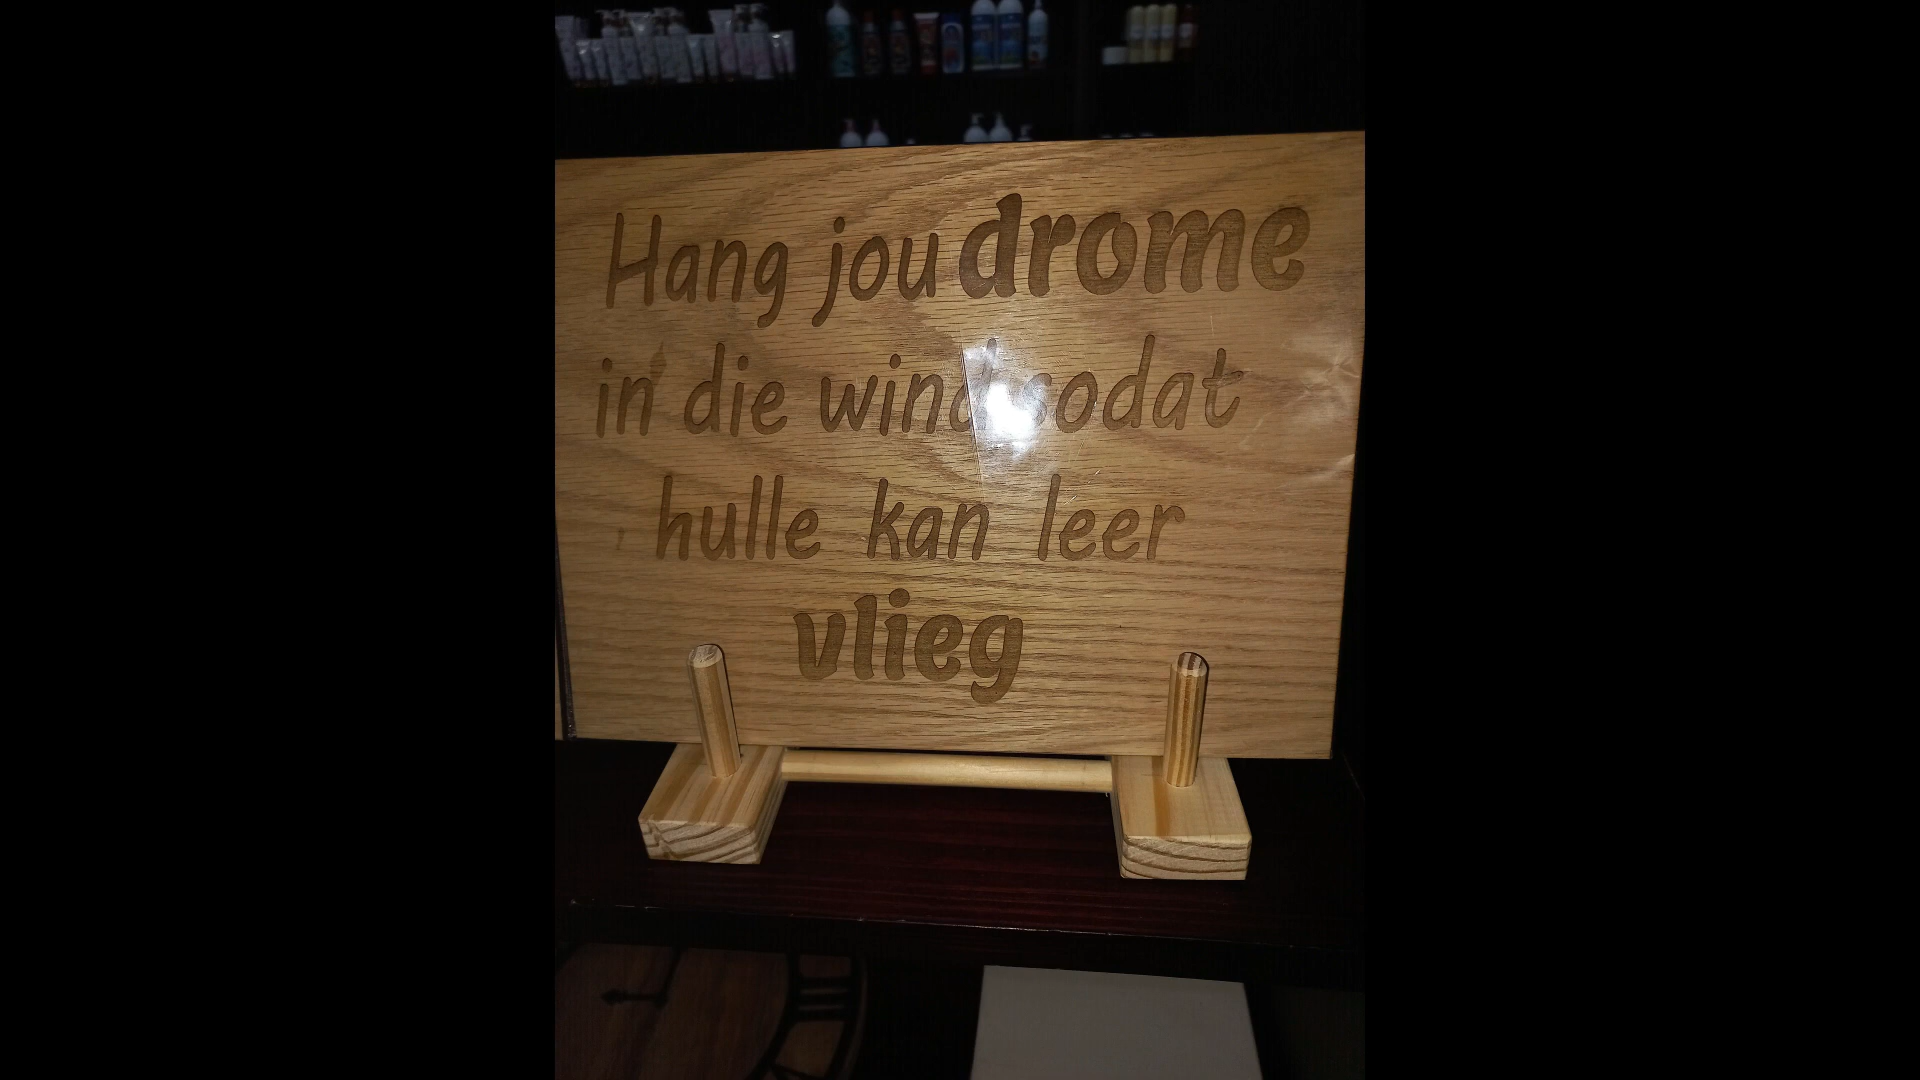 Hang jou drome
in die wind sodat
hulle kan leer
vlieg